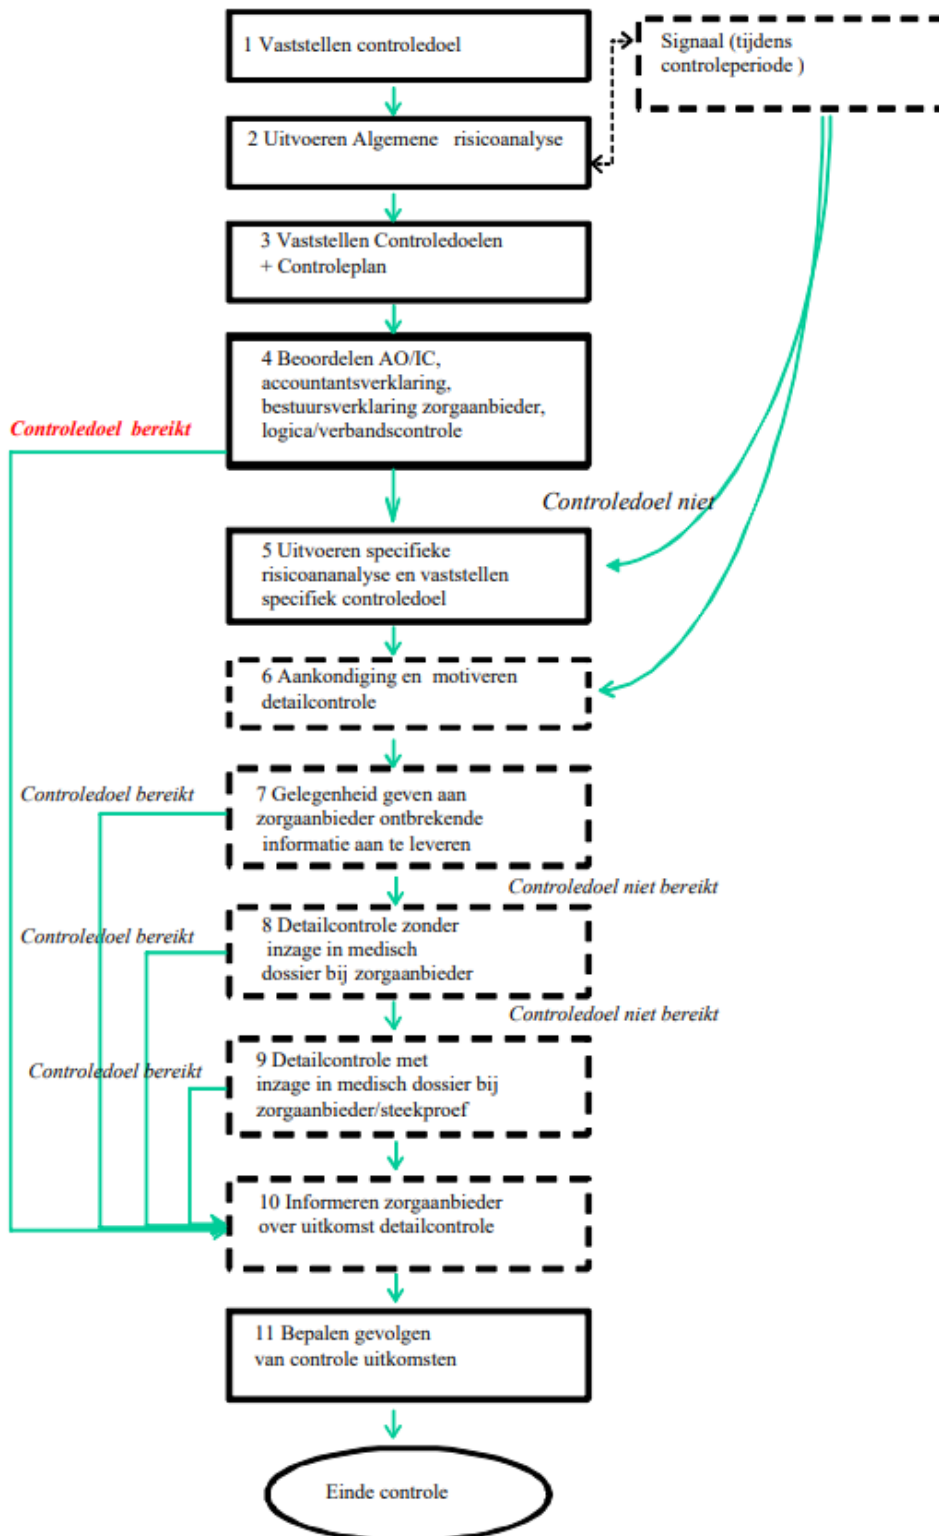 1 Vaststellen controledoel
Signaal (tijdens
controleperiode )
2 Uitvoeren Algemene risicoanalyse
3 Vaststellen Controledoelen
+ Controleplan
4 Beoordelen AO/IC,
accountantsverklaring,
bestuursverklaring zorgaanbieder,
logica/verbandscontrole
Controledoel bereikt
Controledoel niet
5 Uitvoeren specifieke
risicoananalyse en vaststellen
specifiek controledoel
6 Aankondiging en motiveren
detailcontrole
Controledoel bereikt
7 Gelegenheid geven aan
zorgaanbieder ontbrekende
informatie aan te leveren
Controledoel niet bereikt
Controledoel bereikt
8 Detailcontrole zonder
inzage in medisch
dossier bij zorgaanbieder
Controledoel niet bereikt
Controledoel bereikt
9 Detailcontrole met
inzage in medisch dossier bij
zorgaanbieder/steekproef
10 Informeren zorgaanbieder
over uitkomst detailcontrole
11 Bepalen gevolgen
van controle uitkomsten
Einde controle